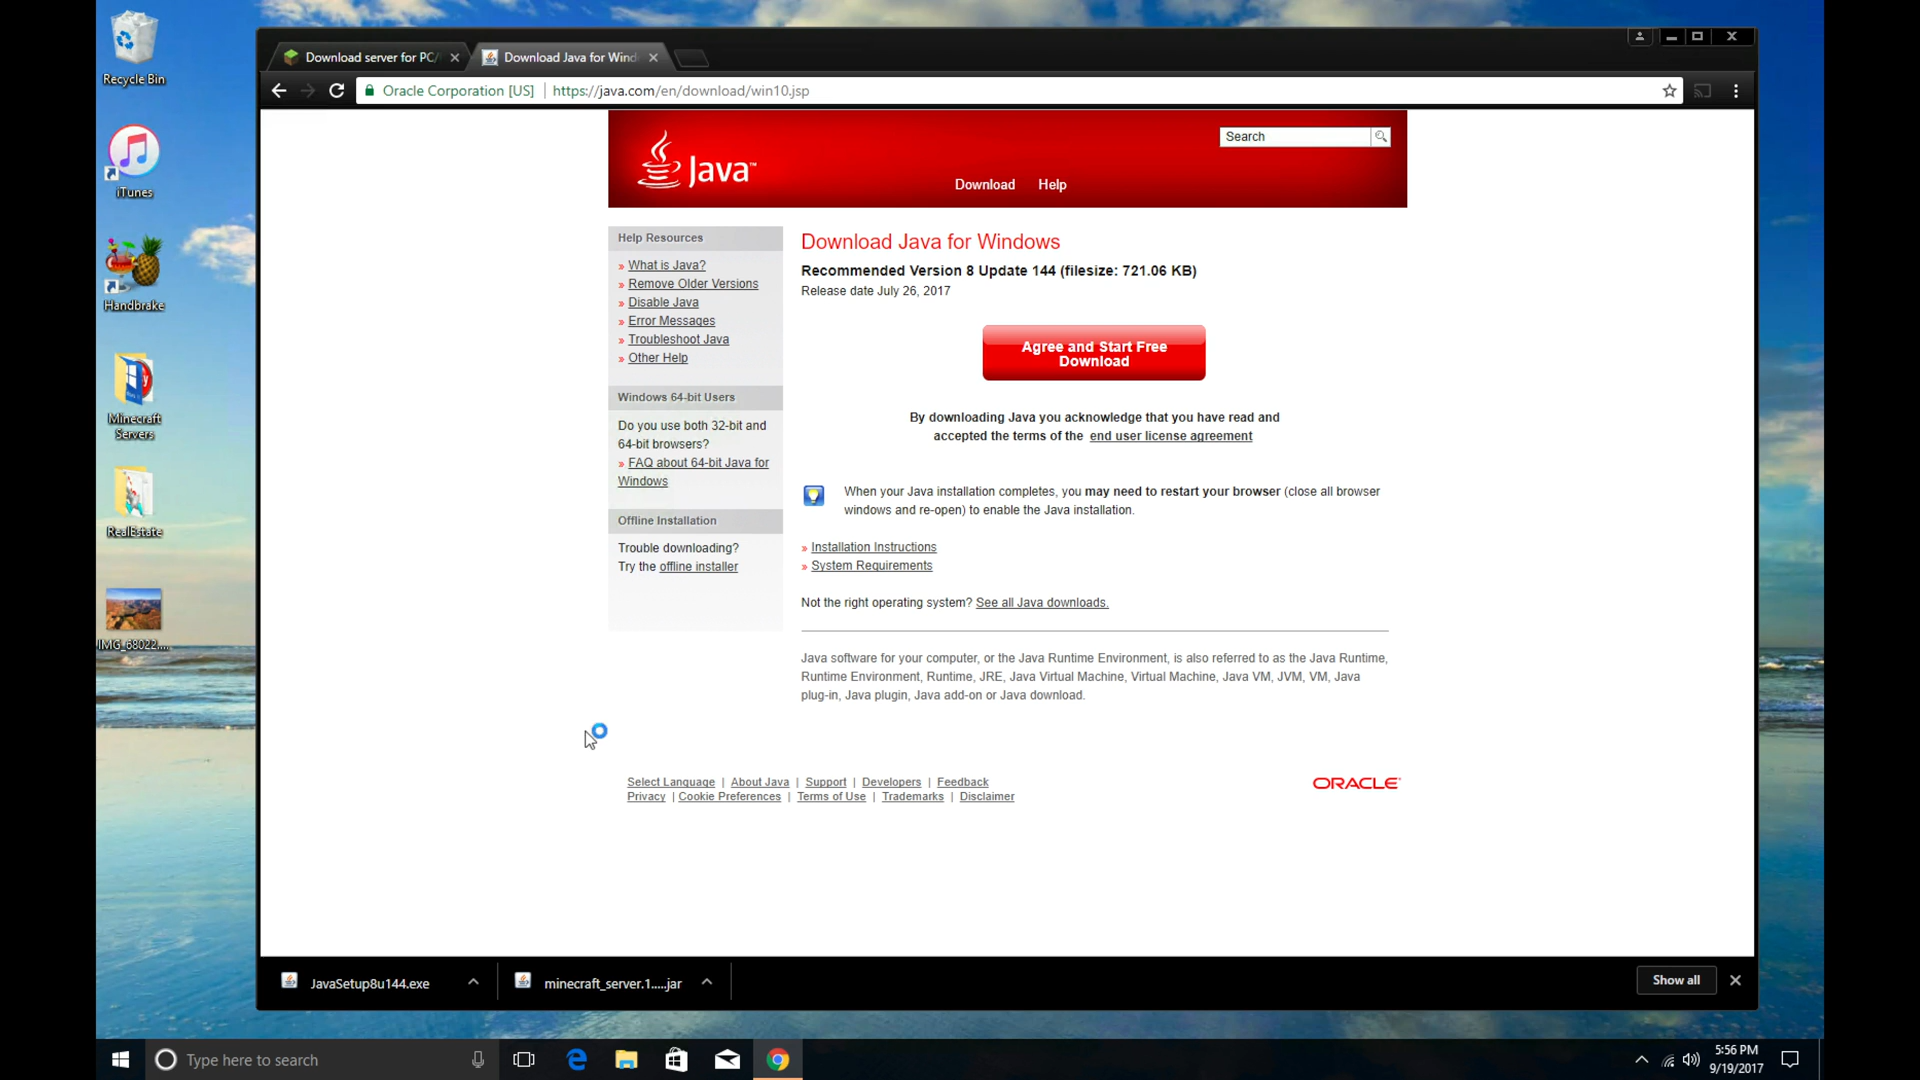 Recycle Bin
iTunes
Handbrake
Minecraft
Servers
RealEstate
IMG_68022....
Download server for PC/
Download Java for Wind
Oracle Corporation [US]
https://java.com/en/download/win10.jsp
Java™
Search
Download
Help
Help Resources
» What is Java?
» Remove Older Versions
» Disable Java
» Error Messages
» Troubleshoot Java
» Other Help
Windows 64-bit Users
Do you use both 32-bit and
64-bit browsers?
» FAQ about 64-bit Java for
Windows
Offline Installation
Trouble downloading?
Try the offline installer
Download Java for Windows
Recommended Version 8 Update 144 (filesize: 721.06 KB)
Release date July 26, 2017
Agree and Start Free
Download
By downloading Java you acknowledge that you have read and
accepted the terms of the end user license agreement
When your Java installation completes, you may need to restart your browser (close all browser
windows and re-open) to enable the Java installation.
» Installation Instructions
» System Requirements
Not the right operating system? See all Java downloads.
Java software for your computer, or the Java Runtime Environment, is also referred to as the Java Runtime,
Runtime Environment, Runtime, JRE, Java Virtual Machine, Virtual Machine, Java VM, JVM, VM, Java
plug-in, Java plugin, Java add-on or Java download.
Select Language | About Java | Support | Developers | Feedback
Privacy | Cookie Preferences | Terms of Use | Trademarks | Disclaimer
ORACLE
JavaSetup8u144.exe
minecraft_server.1.....jar
Show all
Type here to search
5:56 PM
9/19/2017